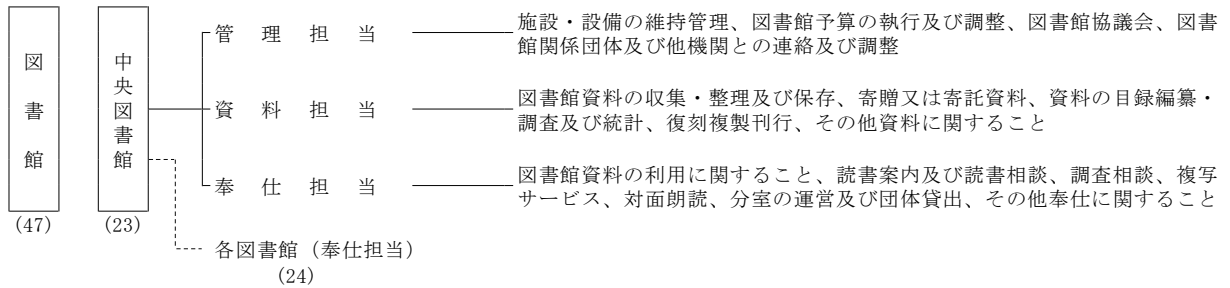 図書館
(47)
中央図書館
(23)
管理担当
施設・設備の維持管理、図書館予算の執行及び調整、図書館協議会、図書
館関係団体及び他機関との連絡及び調整
資料担当
図書館資料の収集・整理及び保存、寄贈又は寄託資料、資料の目録編纂・
調査及び統計、復刻複製刊行、その他資料に関すること
奉仕担当
図書館資料の利用に関すること、読書案内及び読書相談、調査相談、複写
サービス、対面朗読、分室の運営及び団体貸出、その他奉仕に関すること
各図書館（奉仕担当）
(24)